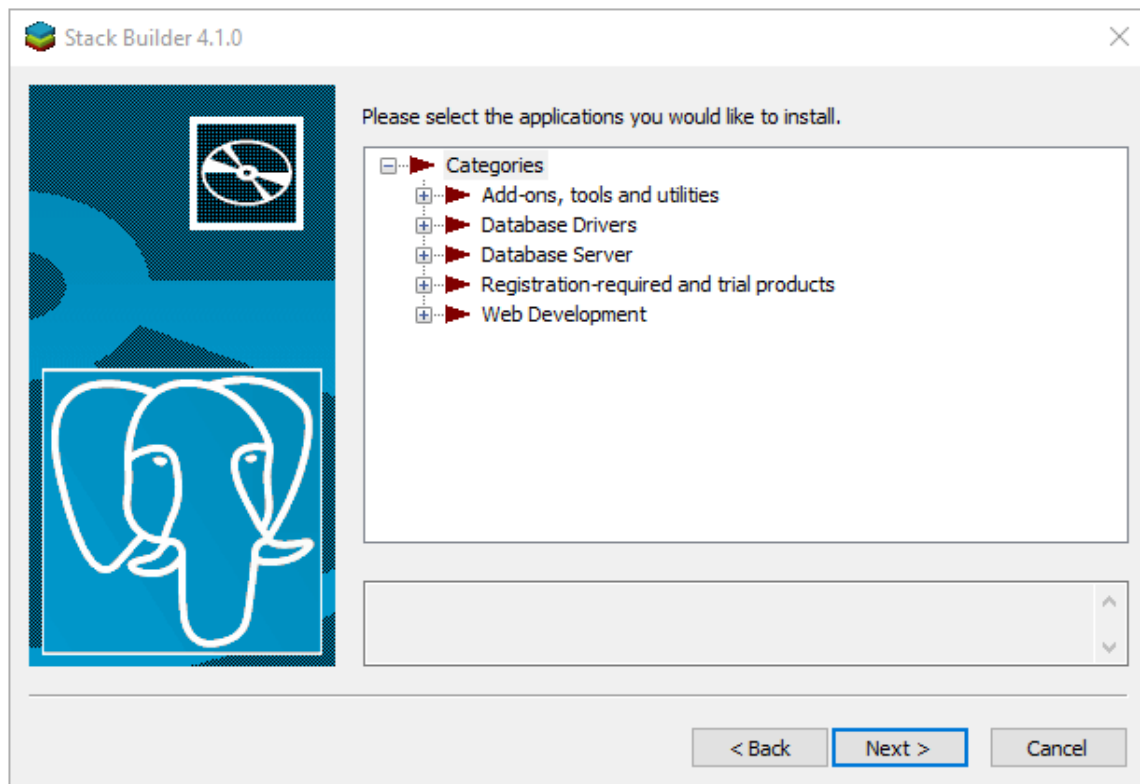 Stack Builder 4.1.0
Please select the applications you would like to install.
Categories
Add-ons, tools and utilities
Database Drivers
Database Server
Registration-required and trial products
Web Development
< Back Next > Cancel